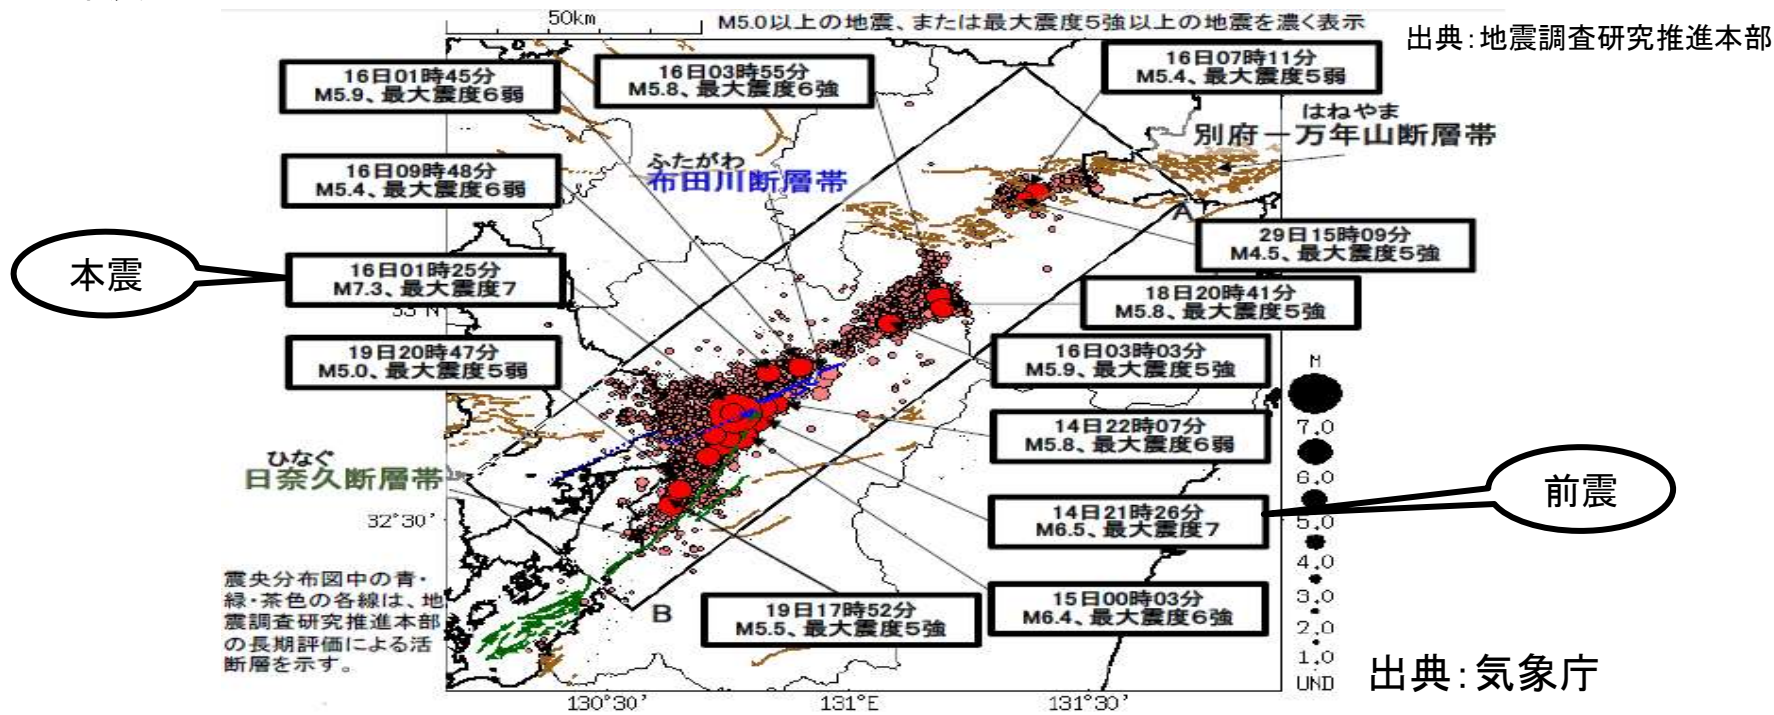 50km
M5.0以上の地震、または最大震度5強以上の地震を濃く表示
出典：地震調査研究推進本部
16日01時45分
M5.9、最大震度6弱
16日03時55分
M5.8、最大震度6強
16日07時11分
M5.4、最大震度5弱
はねやま
別府－万年山断層帯
16日09時48分
M5.4、最大震度6弱
ふたがわ
布田川断層帯
A
29日15時09分
M4.5、最大震度5強
本震
16日01時25分
M7.3、最大震度7
33°N
18日20時41分
M5.8、最大震度5強
19日20時47分
M5.0、最大震度5弱
16日03時03分
M5.9、最大震度5強
M
7.0
6.0
5.0
4.0
3.0
2.0
1.0
UND
14日22時07分
M5.8、最大震度6弱
ひなぐ
日奈久断層帯
32°30'
14日21時26分
M6.5、最大震度7
前震
震央分布図中の青・
緑・茶色の各線は、地
震調査研究推進本部
の長期評価による活
断層を示す。
B
19日17時52分
M5.5、最大震度5強
15日00時03分
M6.4、最大震度6強
出典：気象庁
130°30'
131°E
131°30'